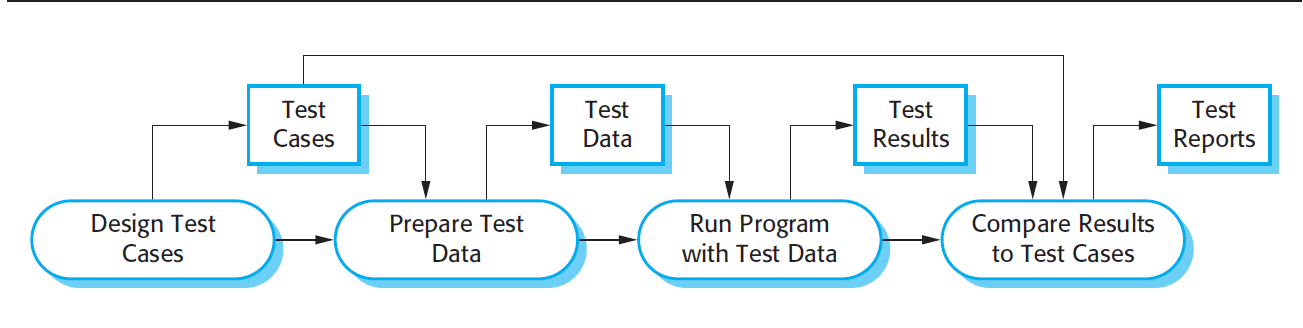 Test
Cases
Test
Data
Test
Results
Test
Reports
Design Test
Cases
Prepare Test
Data
Run Program
with Test Data
Compare Results
to Test Cases